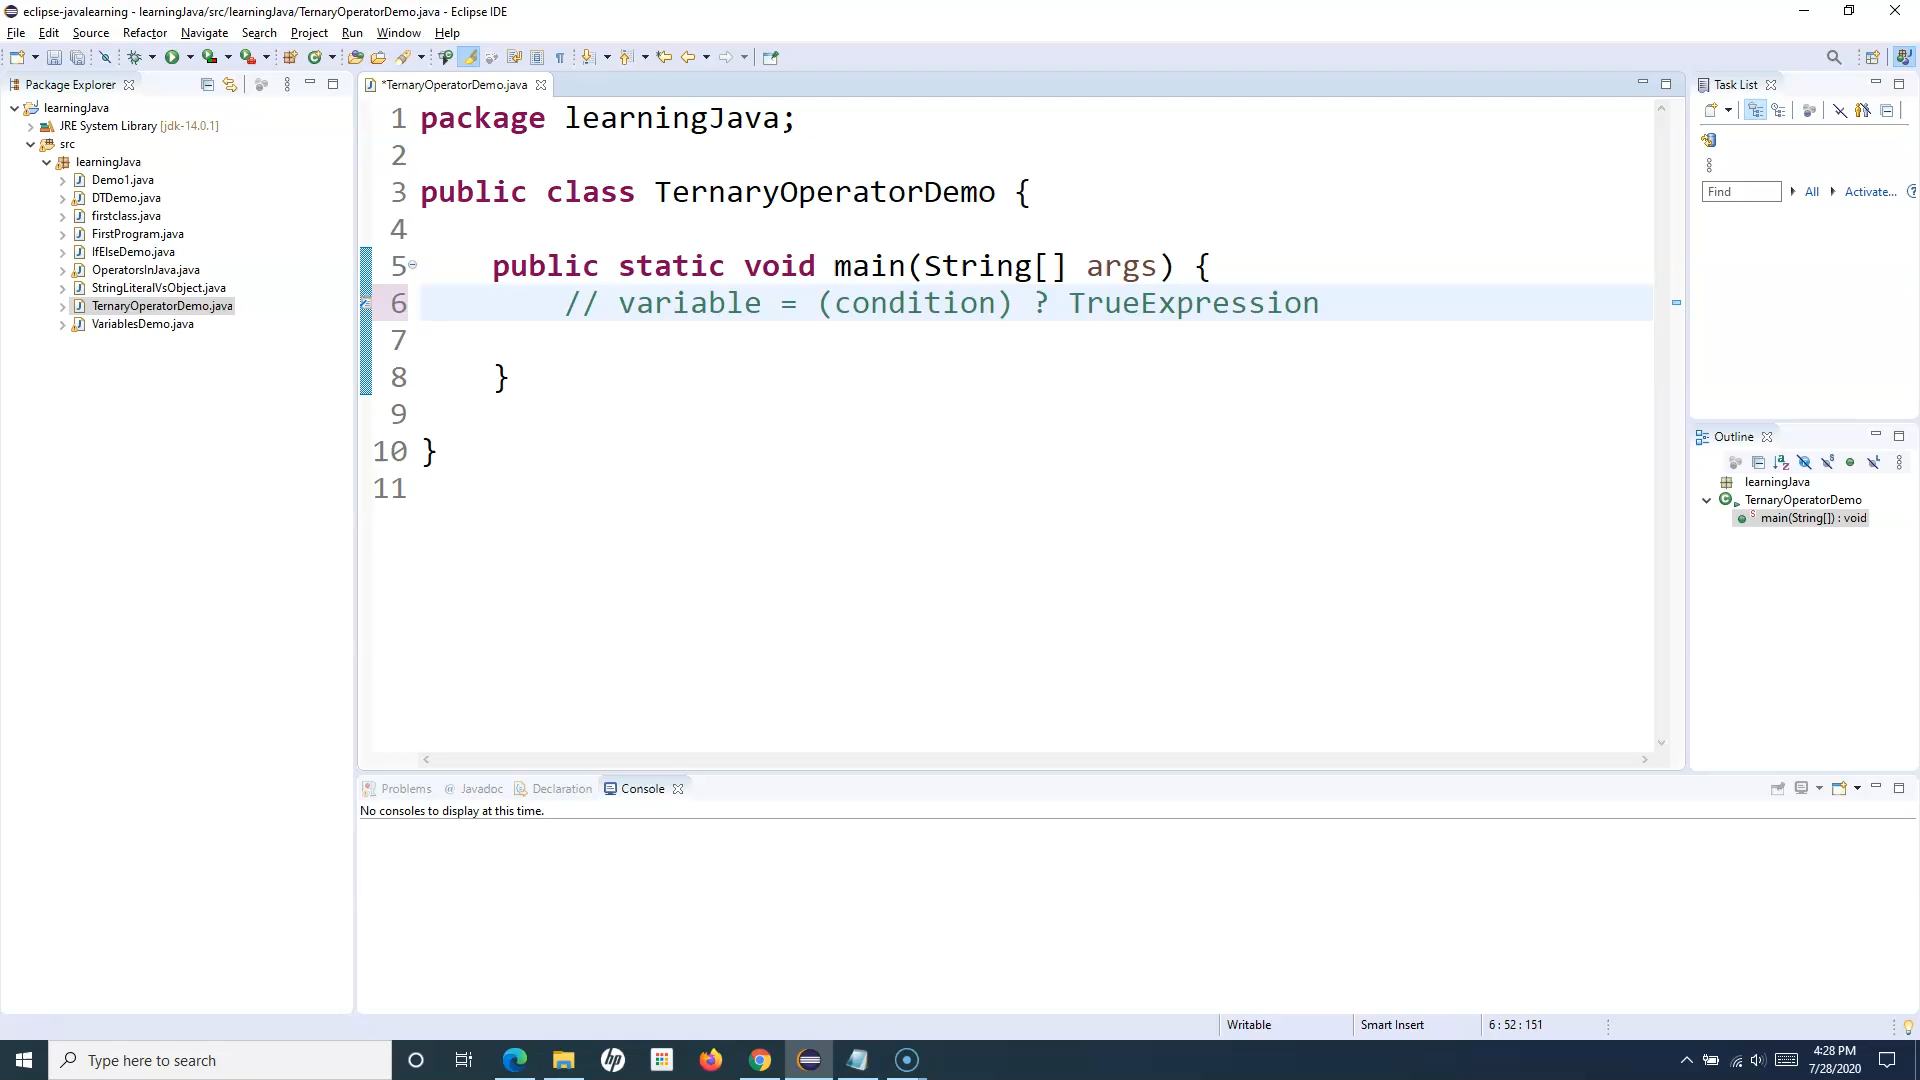 eclipse-javalearning - learningJava/src/learningJava/TernaryOperatorDemo.java - Eclipse IDE
File Edit Source Refactor Navigate Search Project Run Window Help
Package Explorer
learningJava
JRE System Library [jdk-14.0.1]
src
learningJava
Demo1.java
DTDemo.java
firstclass.java
FirstProgram.java
IfElseDemo.java
OperatorsInJava.java
StringLiteralVsObject.java
TernaryOperatorDemo.java
VariablesDemo.java
*TernaryOperatorDemo.java
1 package learningJava;
2
3 public class TernaryOperatorDemo {
4
5 public static void main(String[] args) {
6 // variable = (condition) ? TrueExpression
7
8 }
9
10 }
11
Task List
Find All Activate...
Outline
learningJava
TernaryOperatorDemo
main(String[]) : void
Problems @ Javadoc Declaration Console
No consoles to display at this time.
Writable Smart Insert 6 : 52 : 151
Type here to search
hp
4:28 PM
7/28/2020